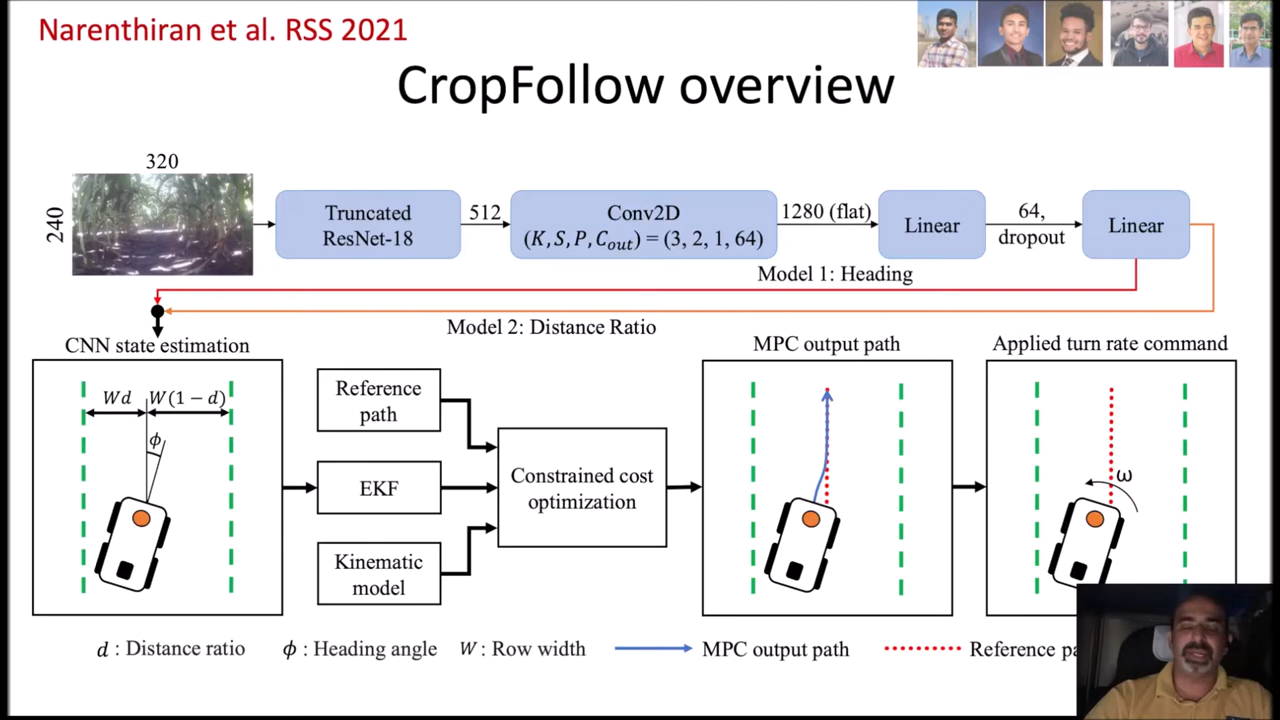 Narenthiran et al. RSS 2021
CropFollow overview
320
240
Truncated
ResNet-18
512
Conv2D
(K, S, P, C_out) = (3, 2, 1, 64)
1280 (flat)
Linear
64,
dropout
Linear
Model 1: Heading
Model 2: Distance Ratio
CNN state estimation
Wd
W(1 − d)
ϕ
Reference
path
EKF
Kinematic
model
Constrained cost
optimization
MPC output path
Applied turn rate command
ω
d : Distance ratio
ϕ : Heading angle
W : Row width
MPC output path
Reference